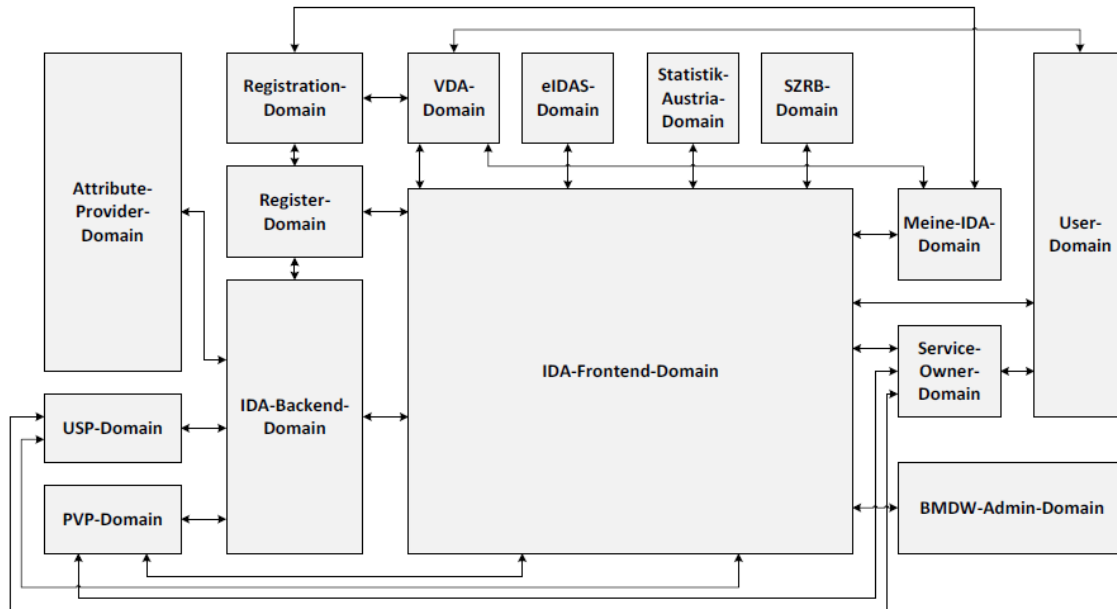 Registration-
Domain
VDA-
Domain
eIDAS-
Domain
Statistik-
Austria-
Domain
SZRB-
Domain
Attribute-
Provider-
Domain
Register-
Domain
Meine-IDA-
Domain
User-
Domain
IDA-Frontend-Domain
Service-
Owner-
Domain
IDA-Backend-
Domain
USP-Domain
PVP-Domain
BMDW-Admin-Domain